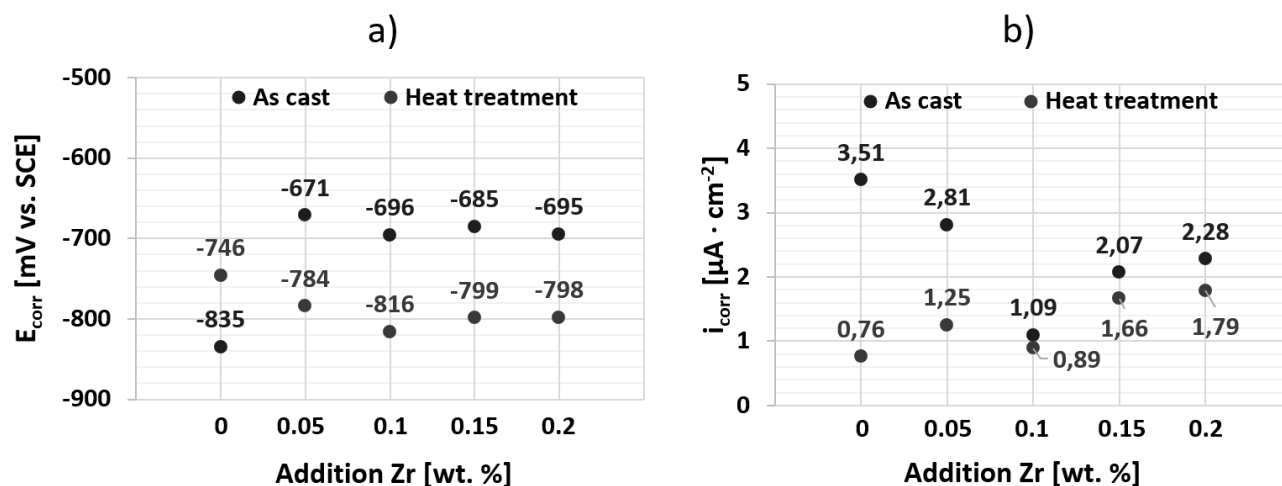 a)
-500
-600
-700
-800
-900
As cast
Heat treatment
-671
-696
-685
-695
-746
-784
-816
-799
-798
-835
0 0.05 0.1 0.15 0.2
Addition Zr [wt. %]
E_corr [mV vs. SCE]
b)
5
4
3
2
1
0
As cast
Heat treatment
3,51
2,81
1,09
2,07
2,28
0,76
1,25
0,89
1,66
1,79
0 0.05 0.1 0.15 0.2
Addition Zr [wt. %]
i_corr [µA · cm⁻²]